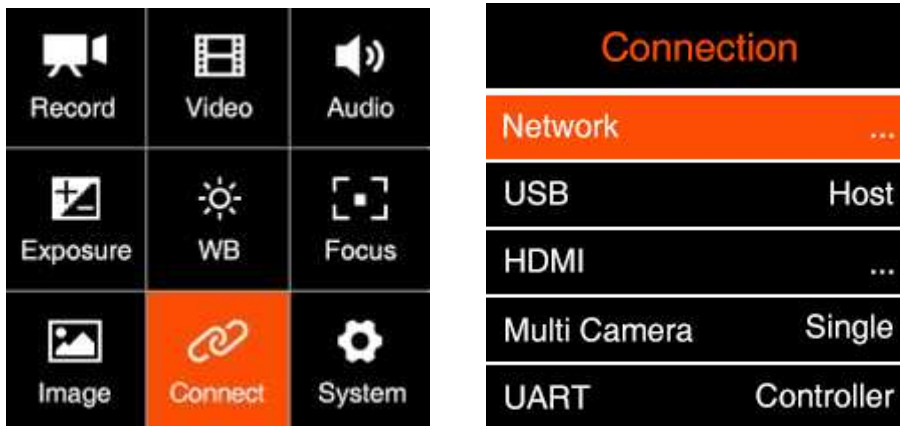 Record Video Audio
Exposure WB Focus
Image Connect System
Connection
Network ...
USB Host
HDMI ...
Multi Camera Single
UART Controller